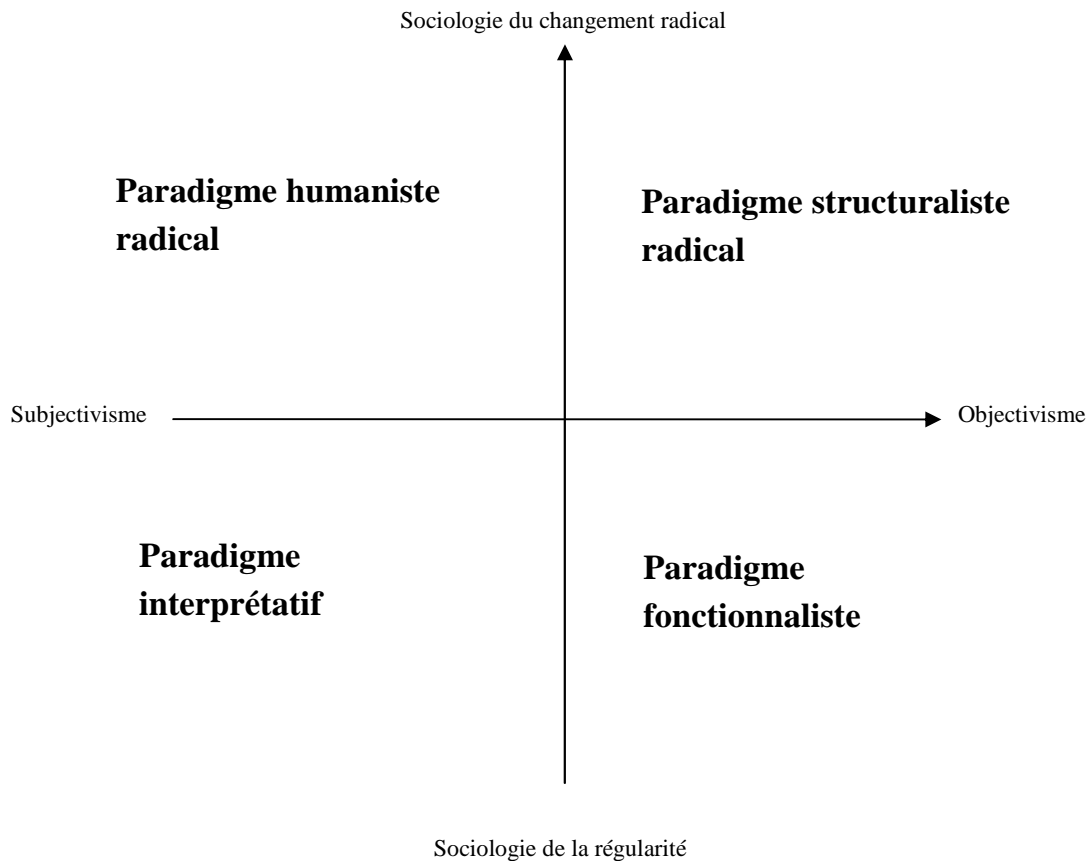 Sociologie du changement radical
Paradigme humaniste
radical
Paradigme structuraliste
radical
Subjectivisme
Objectivisme
Paradigme
interprétatif
Paradigme
fonctionnaliste
Sociologie de la régularité